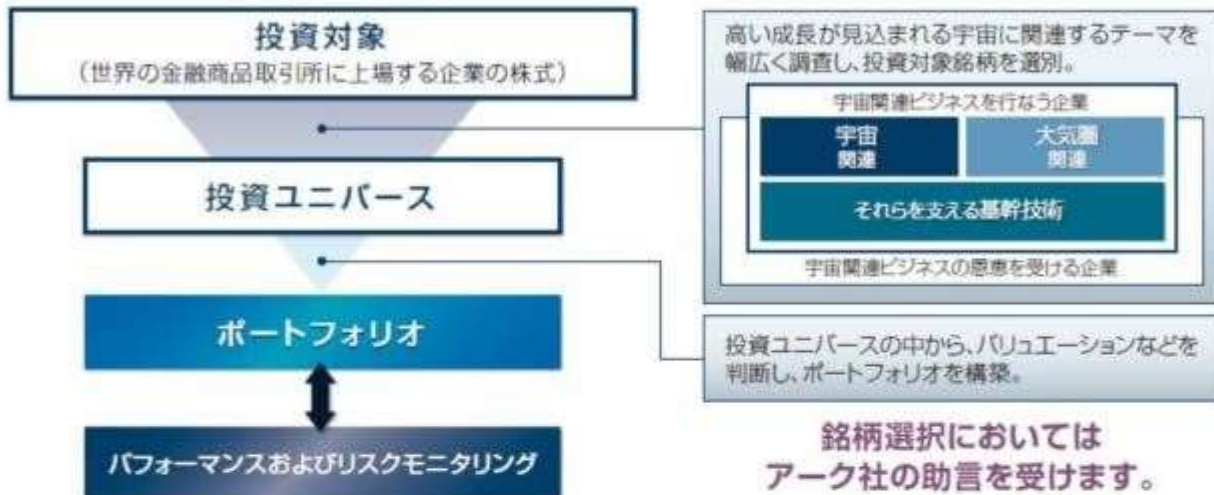 投資対象
（世界の金融商品取引所に上場する企業の株式）
投資ユニバース
ポートフォリオ
パフォーマンスおよびリスクモニタリング
高い成長が見込まれる宇宙に関連するテーマを
幅広く調査し、投資対象銘柄を選別。
宇宙関連ビジネスを行なう企業
宇宙
関連
大気圏
関連
それらを支える基幹技術
宇宙関連ビジネスの恩恵を受ける企業
投資ユニバースの中から、バリュエーションなどを
判断し、ポートフォリオを構築。
銘柄選択においては
アーク社の助言を受けます。